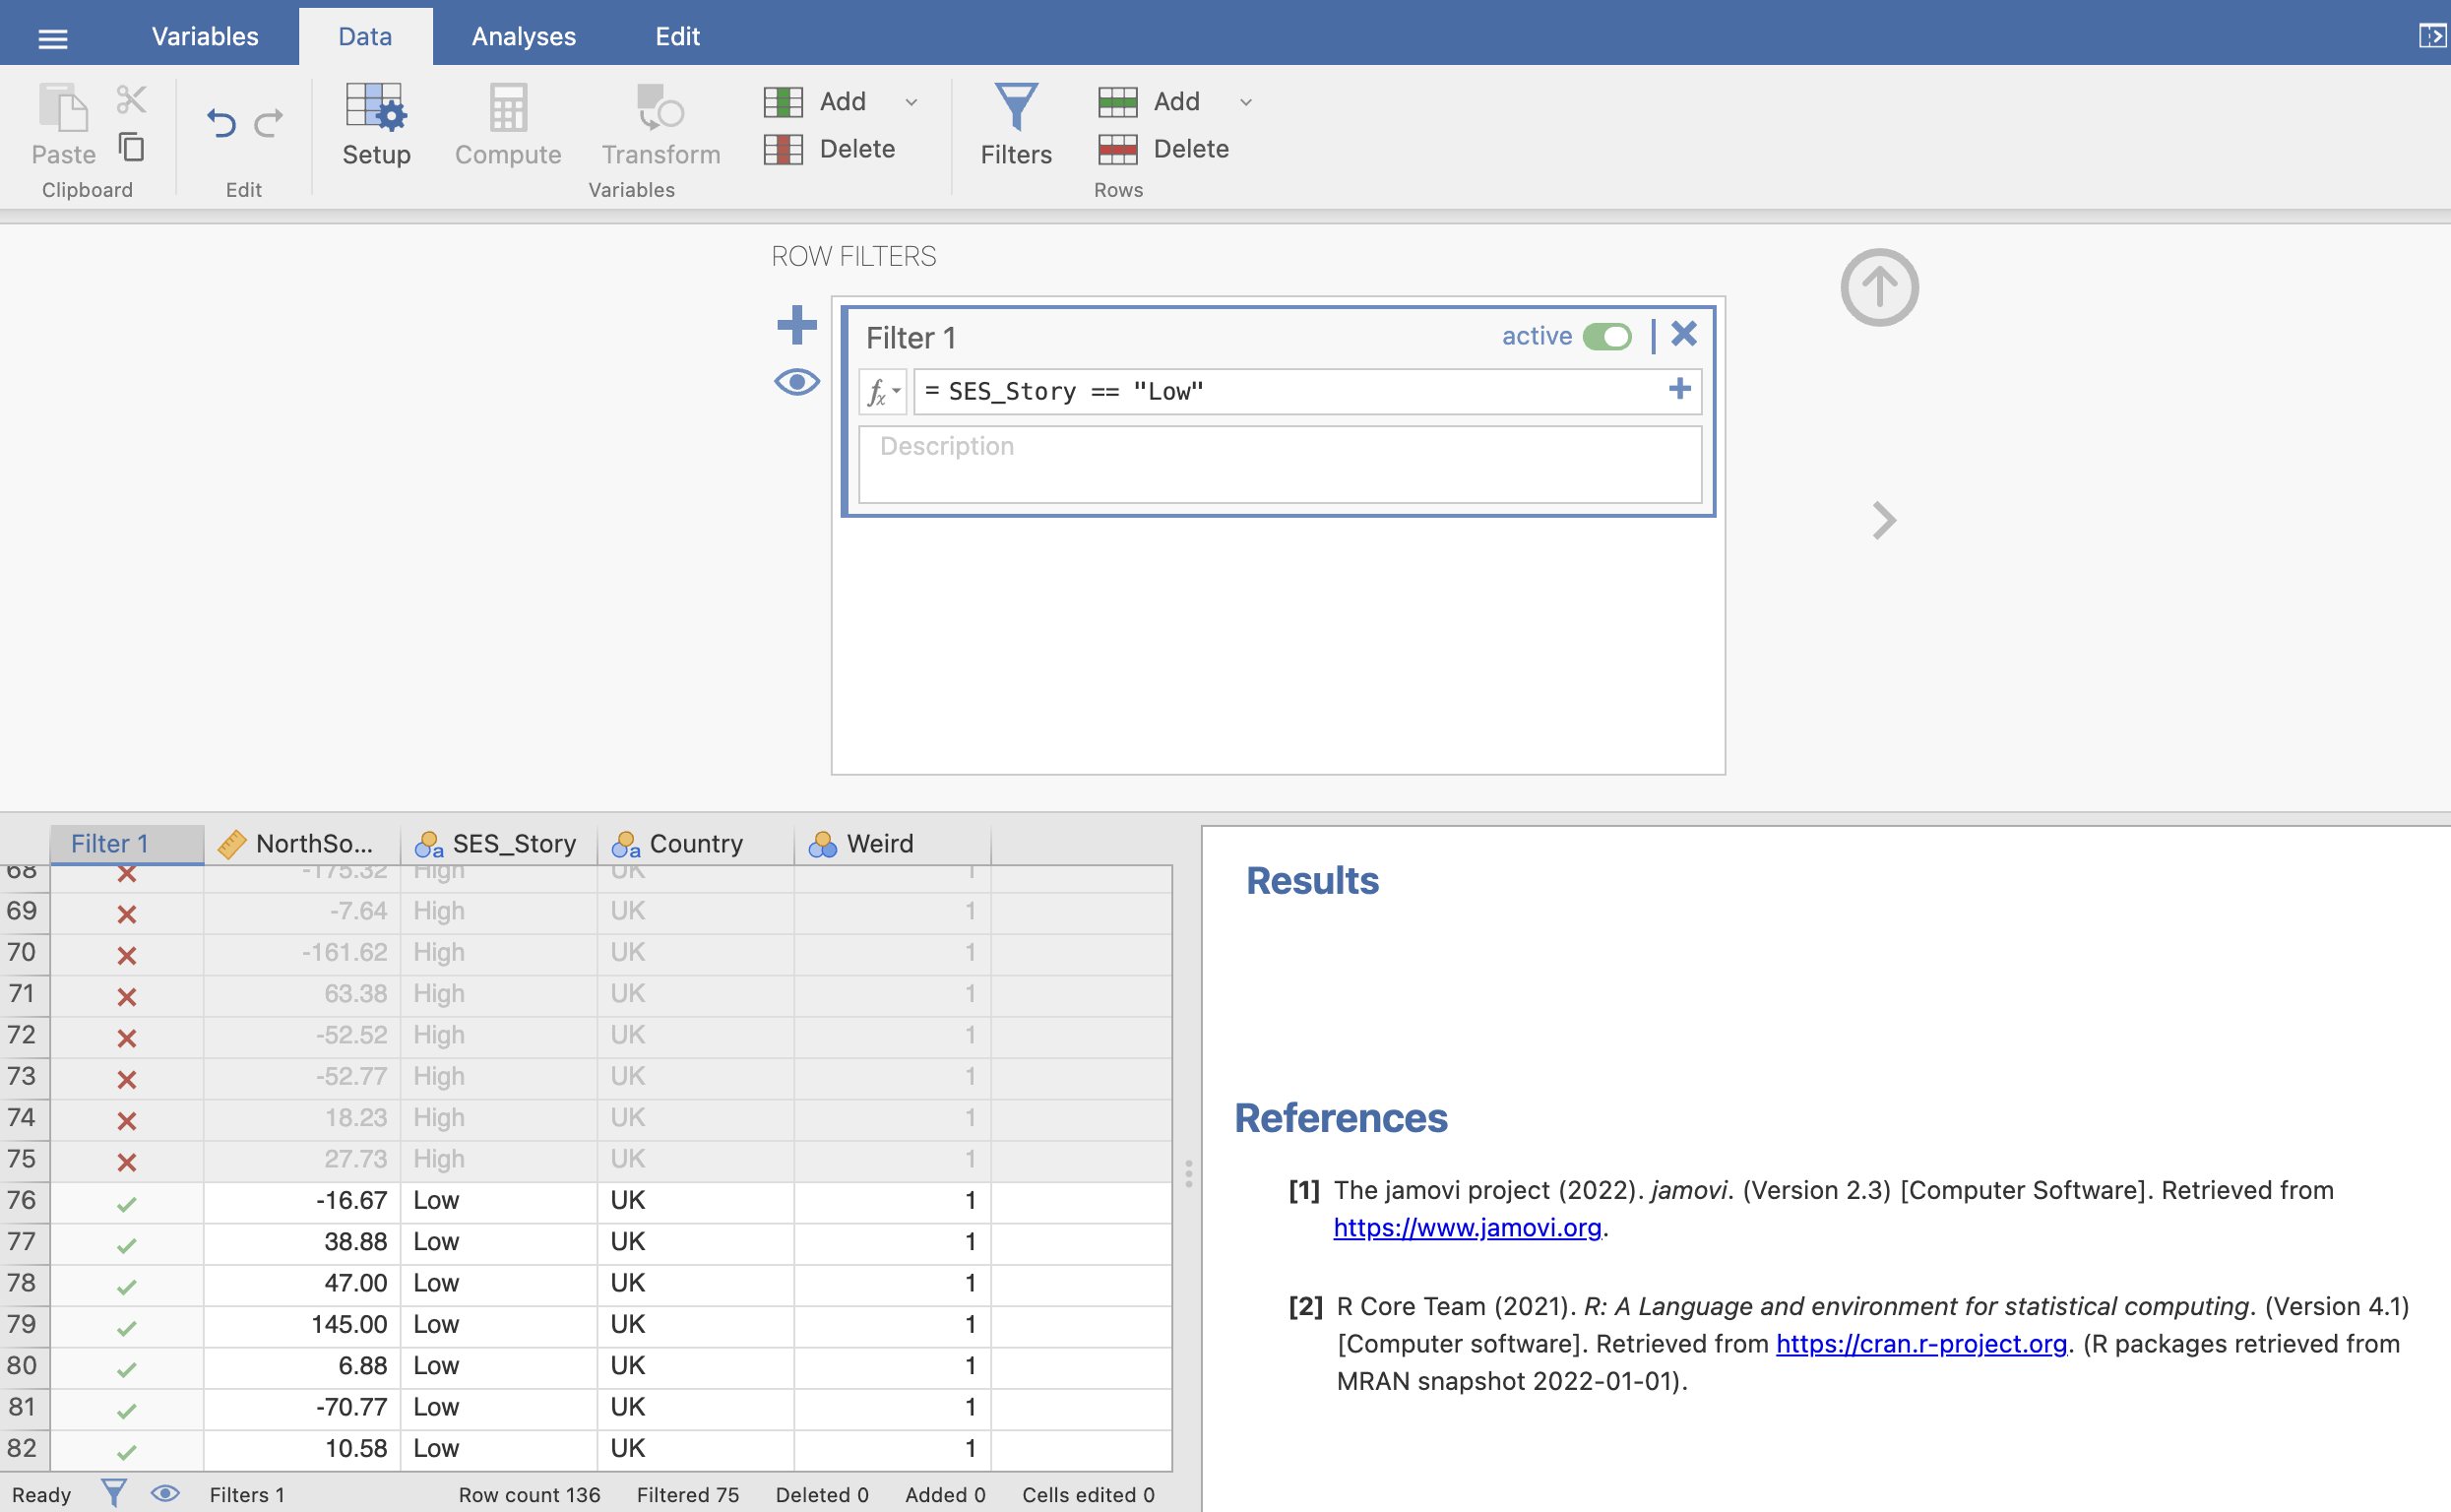 Variables Data Analyses Edit
Paste
Clipboard
Edit
Setup Compute Transform
Add
Delete
Variables
Filters
Add
Delete
Rows
ROW FILTERS
Filter 1 active
fx = SES_Story == "Low"
Description
Filter 1 NorthSo... SES_Story Country Weird
68 -175.32 High UK 1
69 -7.64 High UK 1
70 -161.62 High UK 1
71 63.38 High UK 1
72 -52.52 High UK 1
73 -52.77 High UK 1
74 18.23 High UK 1
75 27.73 High UK 1
76 -16.67 Low UK 1
77 38.88 Low UK 1
78 47.00 Low UK 1
79 145.00 Low UK 1
80 6.88 Low UK 1
81 -70.77 Low UK 1
82 10.58 Low UK 1
Ready Filters 1 Row count 136 Filtered 75 Deleted 0 Added 0 Cells edited 0
Results
References
[1] The jamovi project (2022). jamovi. (Version 2.3) [Computer Software]. Retrieved from
https://www.jamovi.org.
[2] R Core Team (2021). R: A Language and environment for statistical computing. (Version 4.1)
[Computer software]. Retrieved from https://cran.r-project.org. (R packages retrieved from
MRAN snapshot 2022-01-01).